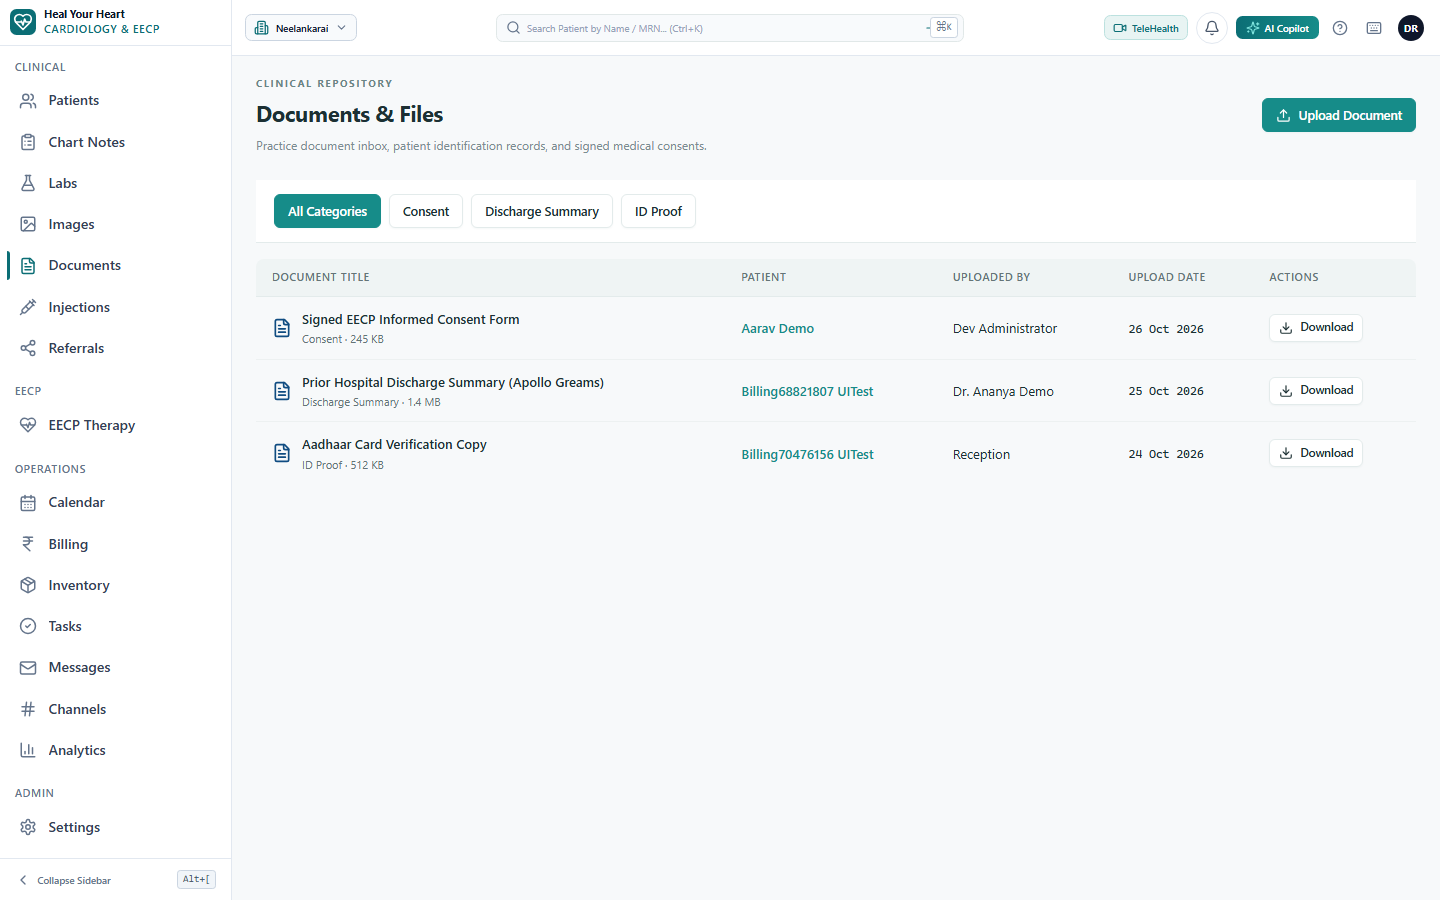 Heal Your Heart
CARDIOLOGY & EECP
CLINICAL
Patients
Chart Notes
Labs
Images
Documents
Injections
Referrals
EECP
EECP Therapy
OPERATIONS
Calendar
Billing
Inventory
Tasks
Messages
Channels
Analytics
ADMIN
Settings
Collapse Sidebar Alt+[
Neelankarai
Search Patient by Name / MRN... (Ctrl+K) ⌘K
TeleHealth
AI Copilot
DR
CLINICAL REPOSITORY
Documents & Files
Practice document inbox, patient identification records, and signed medical consents.
Upload Document
All Categories Consent Discharge Summary ID Proof
DOCUMENT TITLE PATIENT UPLOADED BY UPLOAD DATE ACTIONS
Signed EECP Informed Consent Form
Consent · 245 KB
Aarav Demo Dev Administrator 26 Oct 2026 Download
Prior Hospital Discharge Summary (Apollo Greams)
Discharge Summary · 1.4 MB
Billing68821807 UITest Dr. Ananya Demo 25 Oct 2026 Download
Aadhaar Card Verification Copy
ID Proof · 512 KB
Billing70476156 UITest Reception 24 Oct 2026 Download